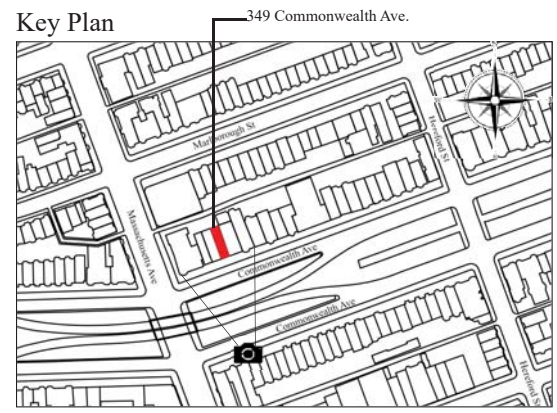 Key Plan
349 Commonwealth Ave.
Marlborough St
Hereford St
Massachusetts Ave
Commonwealth Ave
Commonwealth Ave
Hereford St